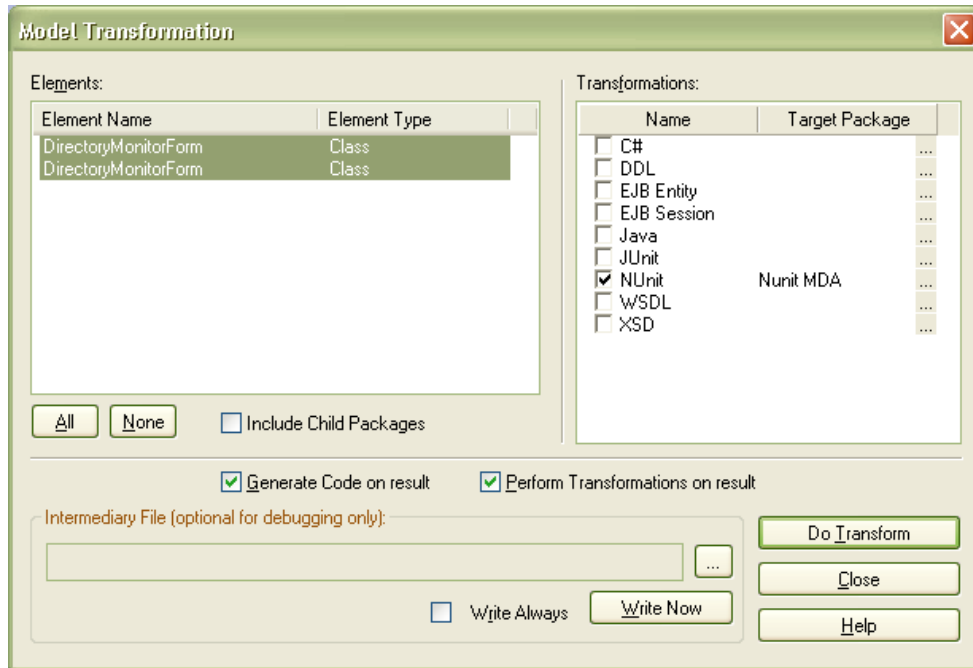 Model Transformation
Elements:
Element Name Element Type
DirectoryMonitorForm Class
DirectoryMonitorForm Class
All None Include Child Packages
Transformations:
Name Target Package
C# ...
DDL ...
EJB Entity ...
EJB Session ...
Java ...
JUnit ...
NUnit Nunit MDA ...
WSDL ...
XSD ...
Generate Code on result Perform Transformations on result
Intermediary File (optional for debugging only):
...
Write Always Write Now
Do Transform
Close
Help